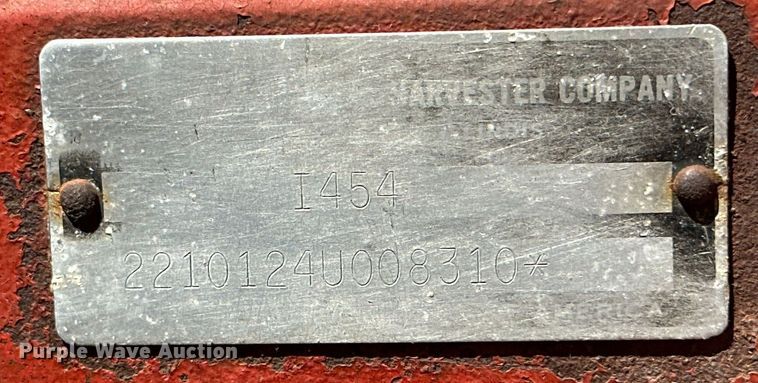 HARVESTER COMPANY
I454
2210124U008310*
Purple Wave Auction